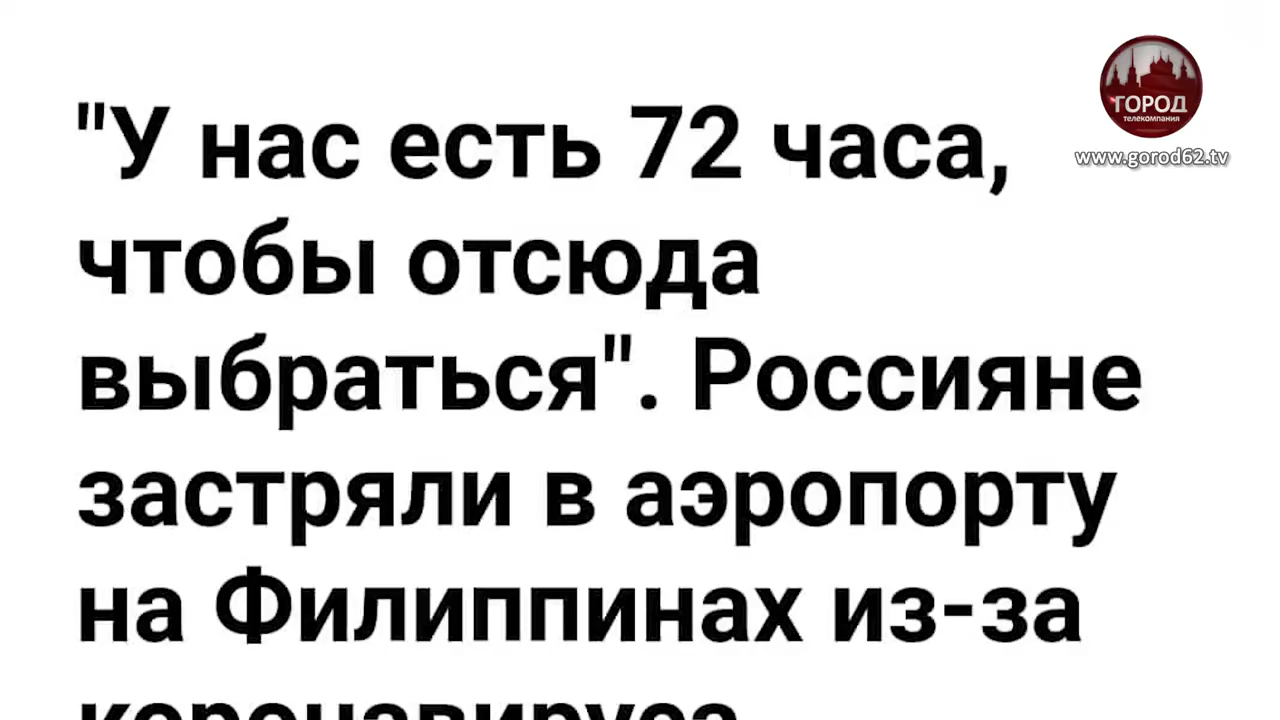 ГОРОД
телекомпания
www.gorod62.tv
"У нас есть 72 часа,
чтобы отсюда
выбраться". Россияне
застряли в аэропорту
на Филиппинах из-за
коронавируса